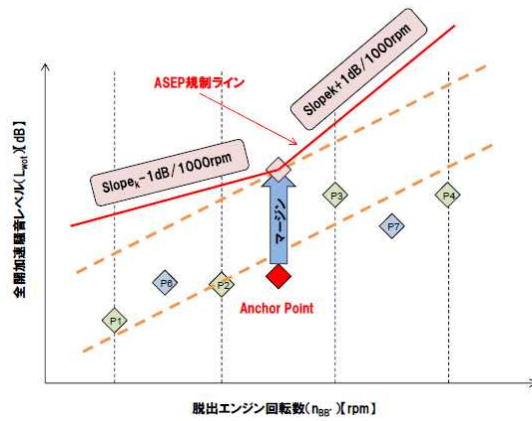 Slopek+1dB/1000rpm
ASEP規制ライン
Slopek-1dB/1000rpm
全開加速騒音レベル(Lwot)[dB]
マージン
P3
P4
P7
P6
P2
P1
Anchor Point
脱出エンジン回転数(nBB')[rpm]